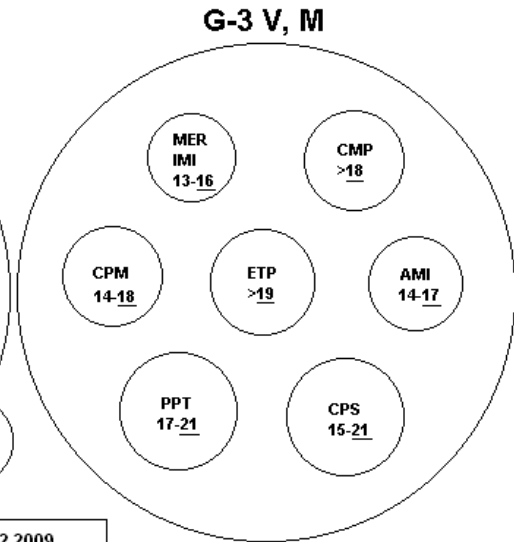 G-3 V, M
MER
IMI
13-16
CMP
>18
CPM
14-18
ETP
>19
AMI
14-17
PPT
17-21
CPS
15-21
2009